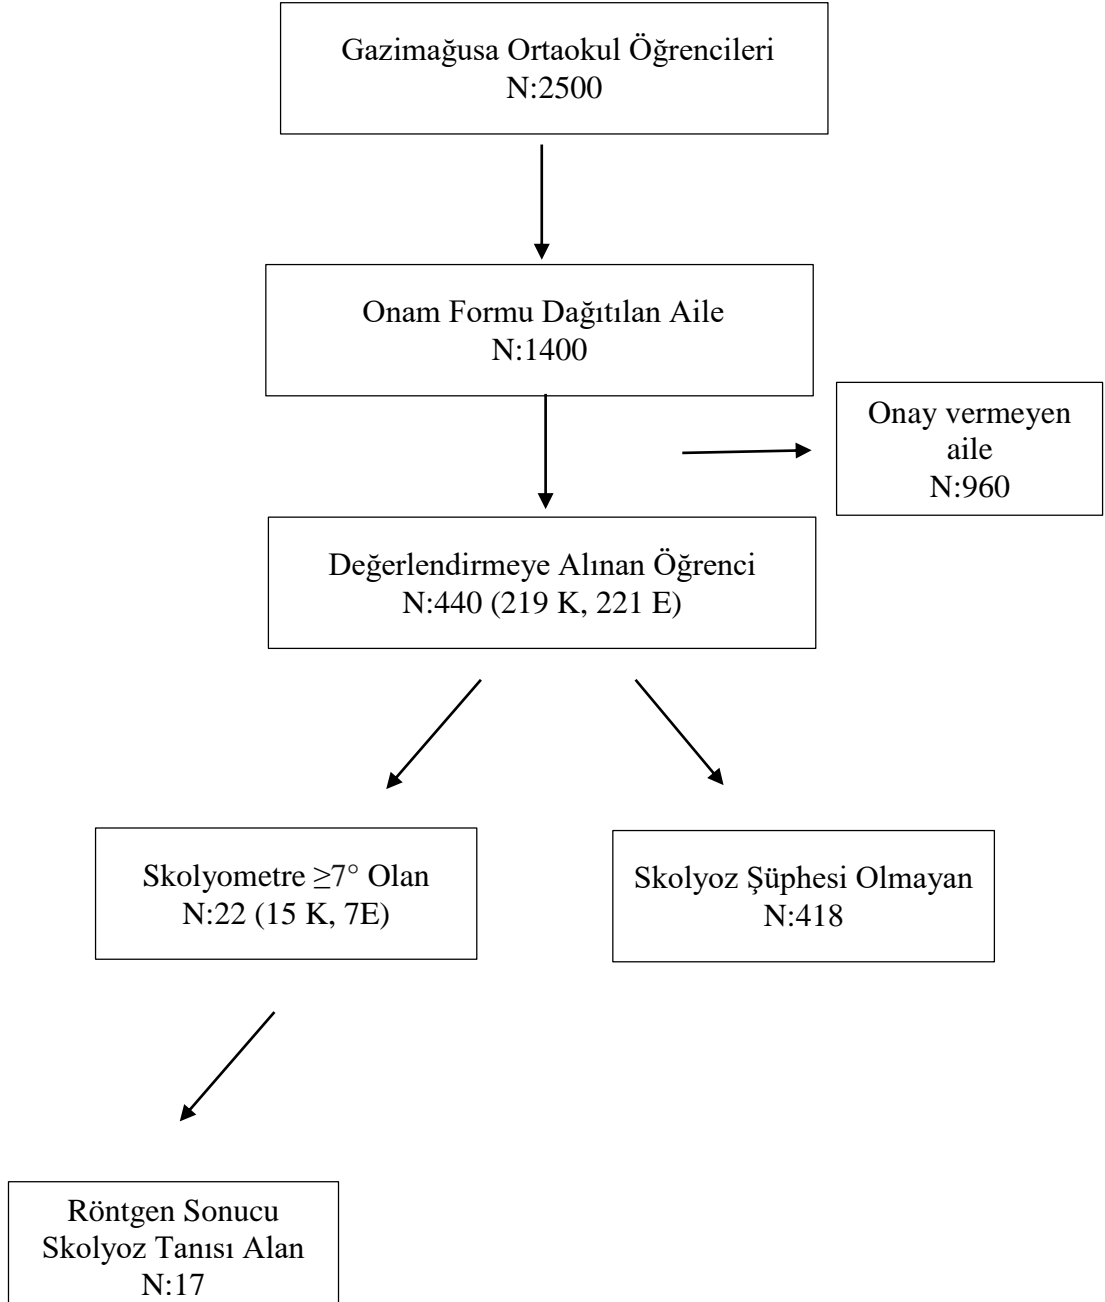 Gazimağusa Ortaokul Öğrencileri
N:2500
Onam Formu Dağıtılan Aile
N:1400
Onay vermeyen
aile
N:960
Değerlendirmeye Alınan Öğrenci
N:440 (219 K, 221 E)
Skolyometre ≥7° Olan
N:22 (15 K, 7E)
Skolyoz Şüphesi Olmayan
N:418
Röntgen Sonucu
Skolyoz Tanısı Alan
N:17